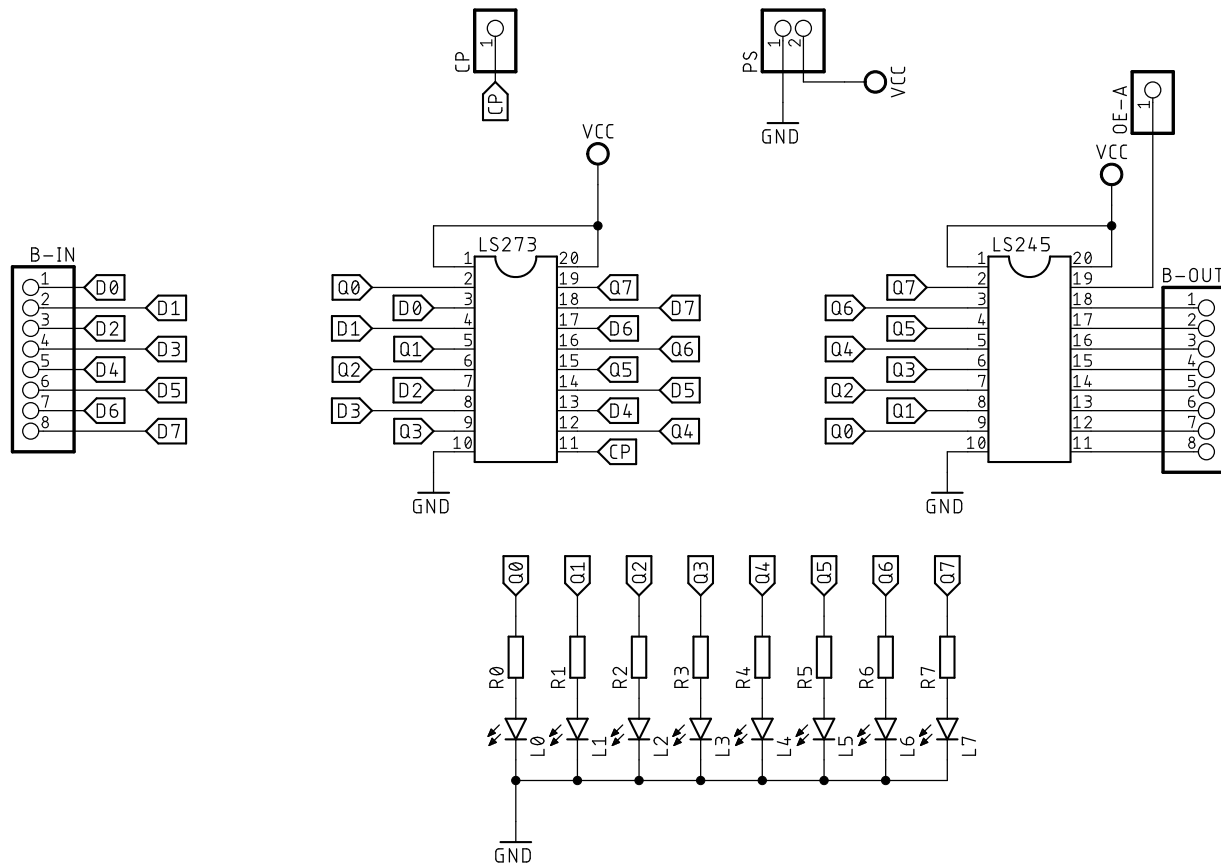 CP
1
CP
PS
1
2
VCC
GND
OE-A
1
VCC
VCC
B-IN
1 D0
2 D1
3 D2
4 D3
5 D4
6 D5
7 D6
8 D7
LS273
1 20
Q0 2 19 Q7
D0 3 18 D7
D1 4 17 D6
Q1 5 16 Q6
Q2 6 15 Q5
D2 7 14 D5
D3 8 13 D4
Q3 9 12 Q4
10 11 CP
GND
LS245
1 20
Q7 2 19
Q6 3 18
Q5 4 17
Q4 5 16
Q3 6 15
Q2 7 14
Q1 8 13
Q0 9 12
10 11
GND
B-OUT
1
2
3
4
5
6
7
8
Q0 Q1 Q2 Q3 Q4 Q5 Q6 Q7
R0 R1 R2 R3 R4 R5 R6 R7
L0 L1 L2 L3 L4 L5 L6 L7
GND